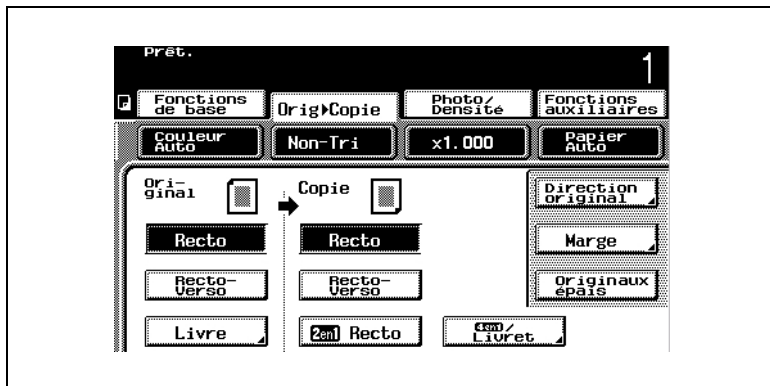 Prêt.
1
Fonctions de base
Orig▸Copie
Photo/ Densité
Fonctions auxiliaires
Couleur Auto
Non-Tri
x1.000
Papier Auto
Ori-
ginal
Copie
Direction original
Recto
Recto
Marge
Recto-
Verso
Recto-
Verso
Originaux épais
Livre
2en1 Recto
4en1/ Livret